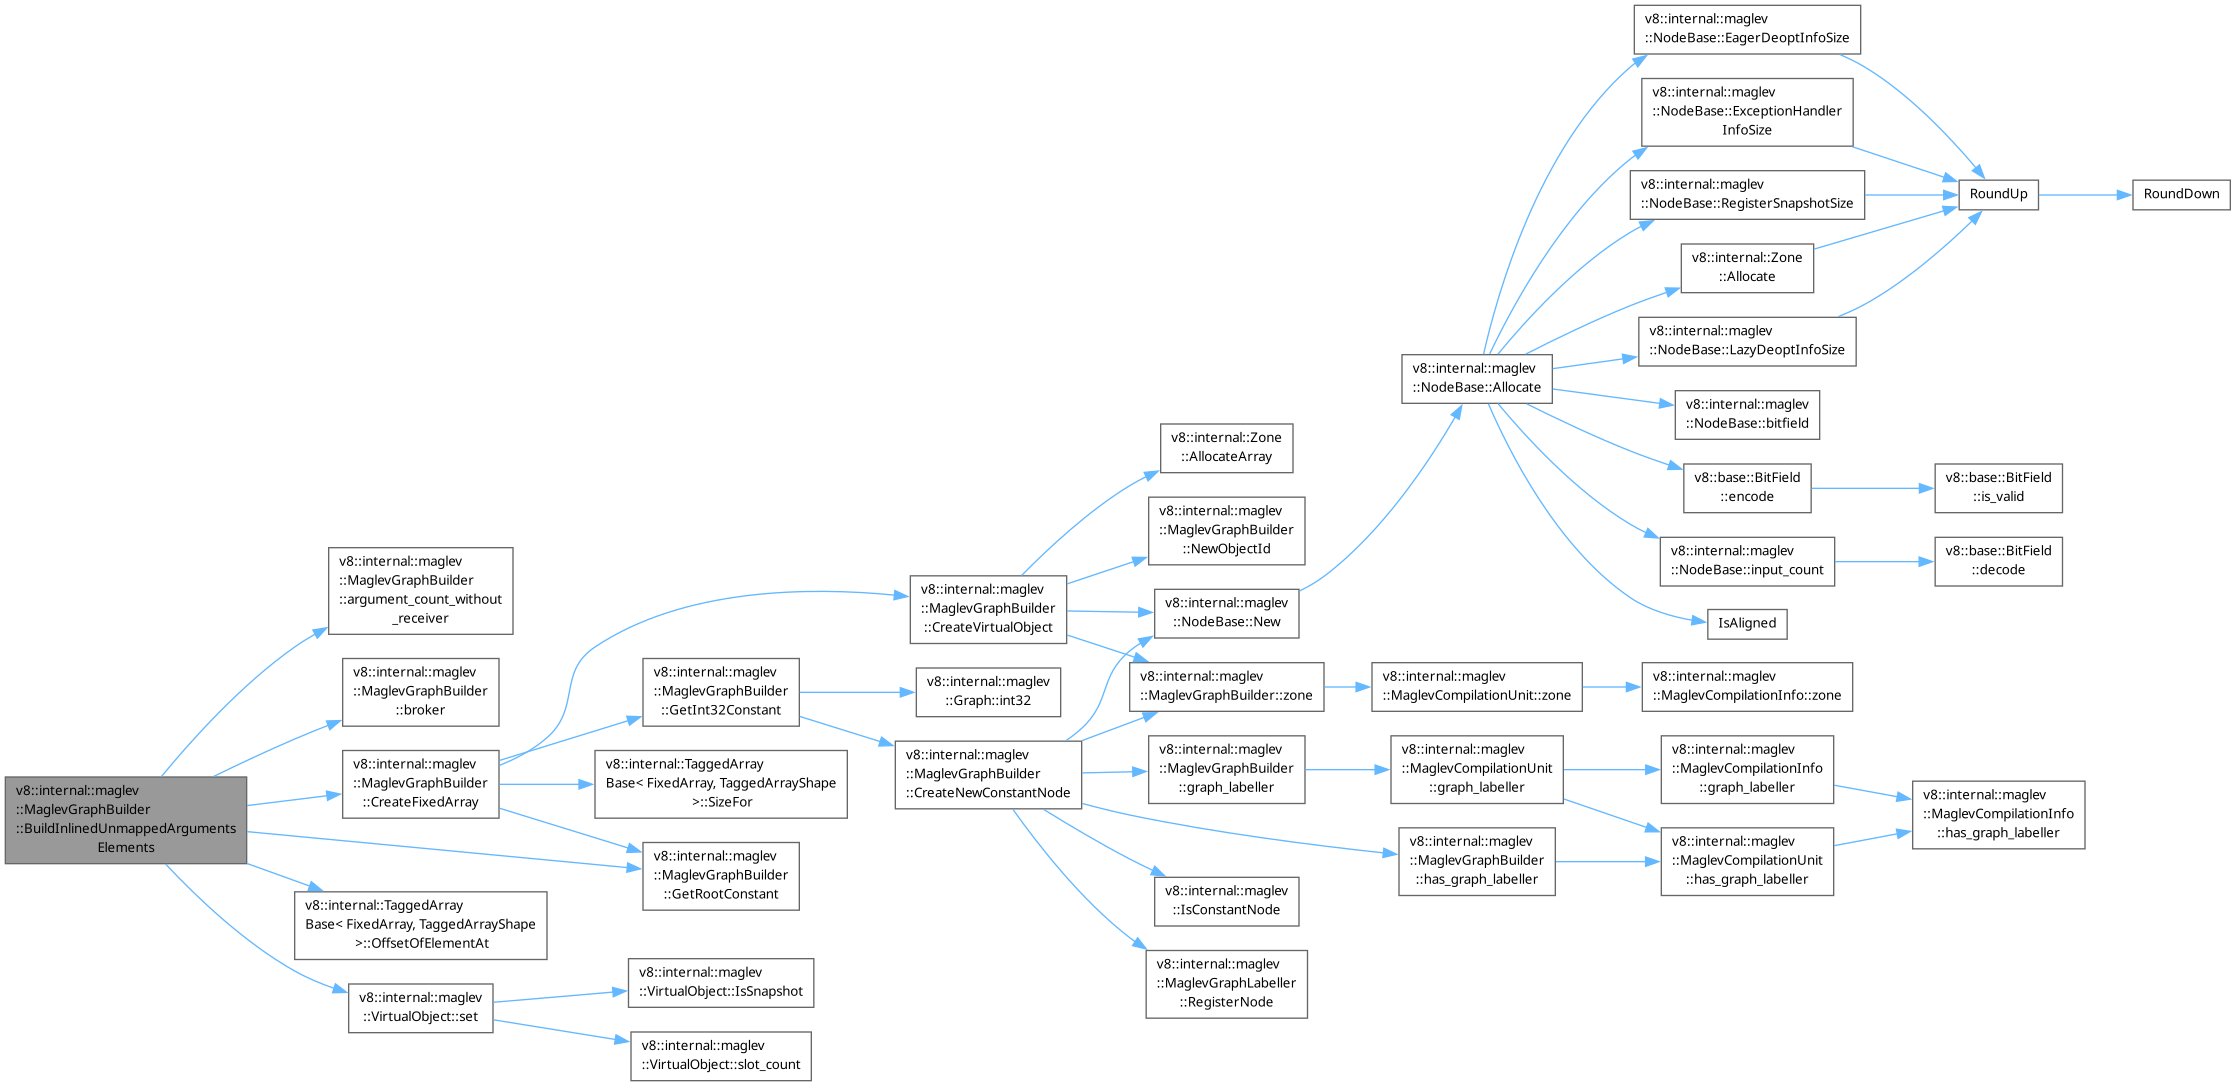 v8::internal::maglev
::MaglevGraphBuilder
::BuildInlinedUnmappedArguments
Elements
v8::internal::maglev
::MaglevGraphBuilder
::argument_count_without
_receiver
v8::internal::maglev
::MaglevGraphBuilder
::broker
v8::internal::maglev
::MaglevGraphBuilder
::CreateFixedArray
v8::internal::TaggedArray
Base< FixedArray, TaggedArrayShape
>::OffsetOfElementAt
v8::internal::maglev
::VirtualObject::set
v8::internal::maglev
::MaglevGraphBuilder
::GetInt32Constant
v8::internal::TaggedArray
Base< FixedArray, TaggedArrayShape
>::SizeFor
v8::internal::maglev
::MaglevGraphBuilder
::GetRootConstant
v8::internal::maglev
::VirtualObject::IsSnapshot
v8::internal::maglev
::VirtualObject::slot_count
v8::internal::maglev
::MaglevGraphBuilder
::CreateVirtualObject
v8::internal::maglev
::Graph::int32
v8::internal::maglev
::MaglevGraphBuilder
::CreateNewConstantNode
v8::internal::Zone
::AllocateArray
v8::internal::maglev
::MaglevGraphBuilder
::NewObjectId
v8::internal::maglev
::NodeBase::New
v8::internal::maglev
::MaglevGraphBuilder::zone
v8::internal::maglev
::MaglevGraphBuilder
::graph_labeller
v8::internal::maglev
::IsConstantNode
v8::internal::maglev
::MaglevGraphLabeller
::RegisterNode
v8::internal::maglev
::NodeBase::Allocate
v8::internal::maglev
::MaglevCompilationUnit::zone
v8::internal::maglev
::MaglevCompilationUnit
::graph_labeller
v8::internal::maglev
::MaglevGraphBuilder
::has_graph_labeller
v8::internal::maglev
::NodeBase::EagerDeoptInfoSize
v8::internal::maglev
::NodeBase::ExceptionHandler
InfoSize
v8::internal::maglev
::NodeBase::RegisterSnapshotSize
v8::internal::Zone
::Allocate
v8::internal::maglev
::NodeBase::LazyDeoptInfoSize
v8::internal::maglev
::NodeBase::bitfield
v8::base::BitField
::encode
v8::internal::maglev
::NodeBase::input_count
IsAligned
v8::internal::maglev
::MaglevCompilationInfo::zone
v8::internal::maglev
::MaglevCompilationInfo
::graph_labeller
v8::internal::maglev
::MaglevCompilationUnit
::has_graph_labeller
RoundUp
v8::base::BitField
::is_valid
v8::base::BitField
::decode
v8::internal::maglev
::MaglevCompilationInfo
::has_graph_labeller
RoundDown